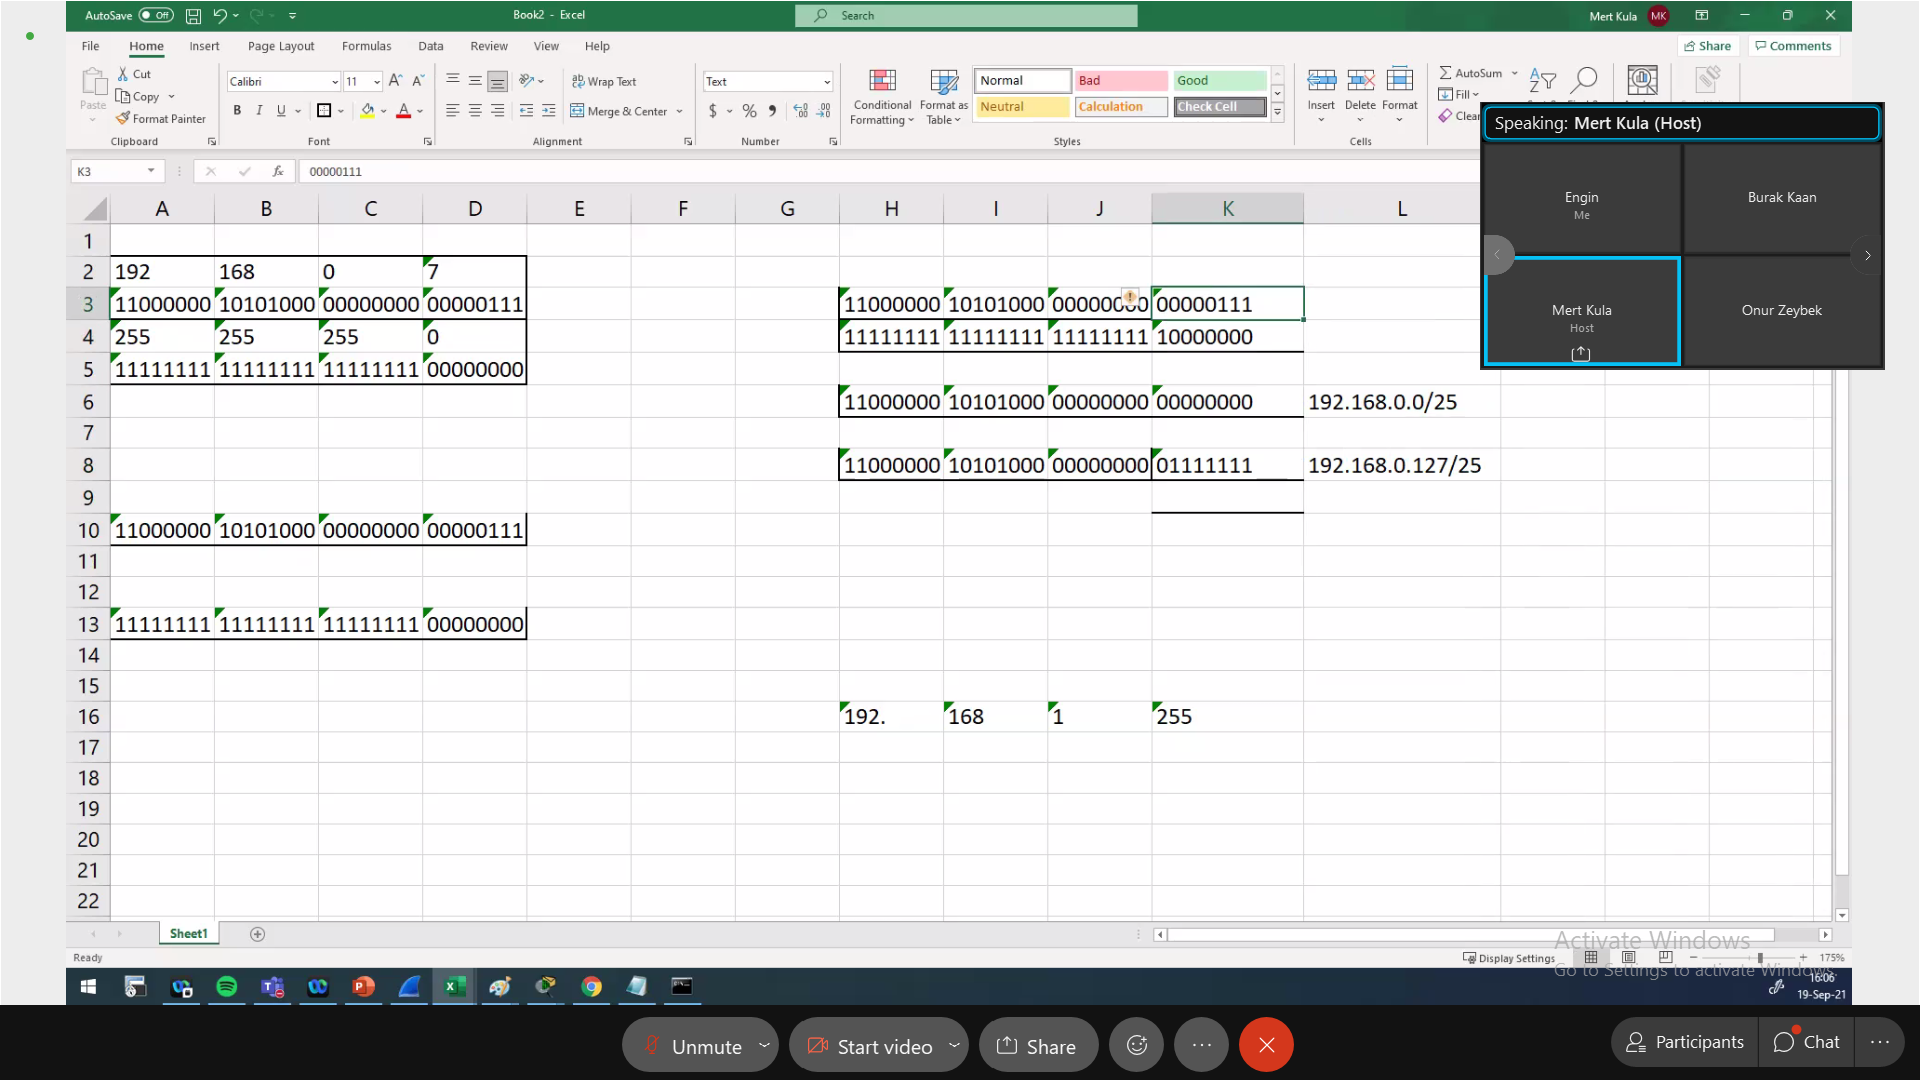 AutoSave Off Book2 - Excel Search Mert Kula MK
File Home Insert Page Layout Formulas Data Review View Help Share Comments
Paste Cut Copy Format Painter Clipboard
Calibri 11 B I U Font
Wrap Text Merge & Center Alignment
Text $ % Number
Conditional Formatting Format as Table Normal Bad Good Neutral Calculation Check Cell Styles
Insert Delete Format Cells
AutoSum Fill Clear
Speaking: Mert Kula (Host)
Engin
Me
Burak Kaan
Mert Kula
Host
Onur Zeybek
K3 fx 00000111
A B C D E F G H I J K L
1
2 192 168 0 7
3 11000000 10101000 00000000 00000111 11000000 10101000 00000000 00000111
4 255 255 255 0 11111111 11111111 11111111 10000000
5 11111111 11111111 11111111 00000000
6 11000000 10101000 00000000 00000000 192.168.0.0/25
7
8 11000000 10101000 00000000 01111111 192.168.0.127/25
9
10 11000000 10101000 00000000 00000111
11
12
13 11111111 11111111 11111111 00000000
14
15
16 192. 168 1 255
17
18
19
20
21
22
Sheet1
Activate Windows
Go to Settings to activate Windows.
Ready Display Settings 175%
16:06
19-Sep-21
Unmute Start video Share Participants Chat